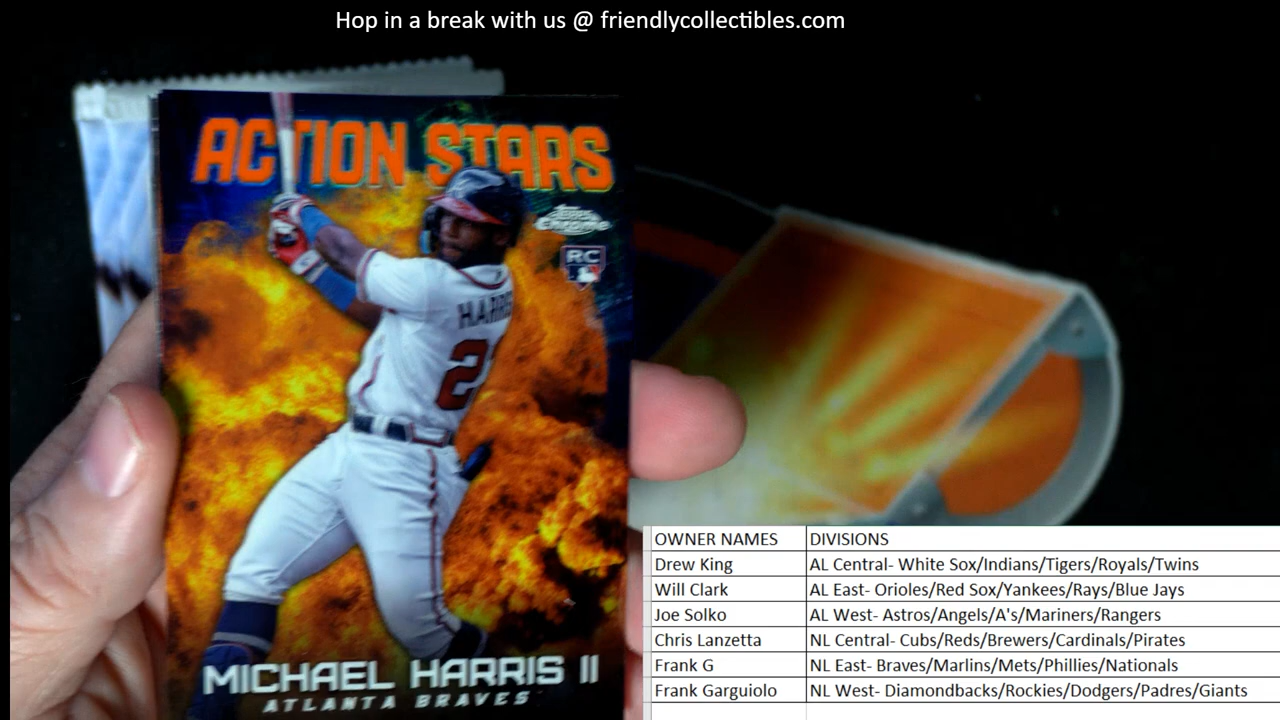 Hop in a break with us @ friendlycollectibles.com
ACTION STARS
Topps
Chrome
RC
HARRIS
2
MICHAEL HARRIS II
ATLANTA BRAVES
OWNER NAMES DIVISIONS
Drew King AL Central- White Sox/Indians/Tigers/Royals/Twins
Will Clark AL East- Orioles/Red Sox/Yankees/Rays/Blue Jays
Joe Solko AL West- Astros/Angels/A's/Mariners/Rangers
Chris Lanzetta NL Central- Cubs/Reds/Brewers/Cardinals/Pirates
Frank G NL East- Braves/Marlins/Mets/Phillies/Nationals
Frank Garguiolo NL West- Diamondbacks/Rockies/Dodgers/Padres/Giants